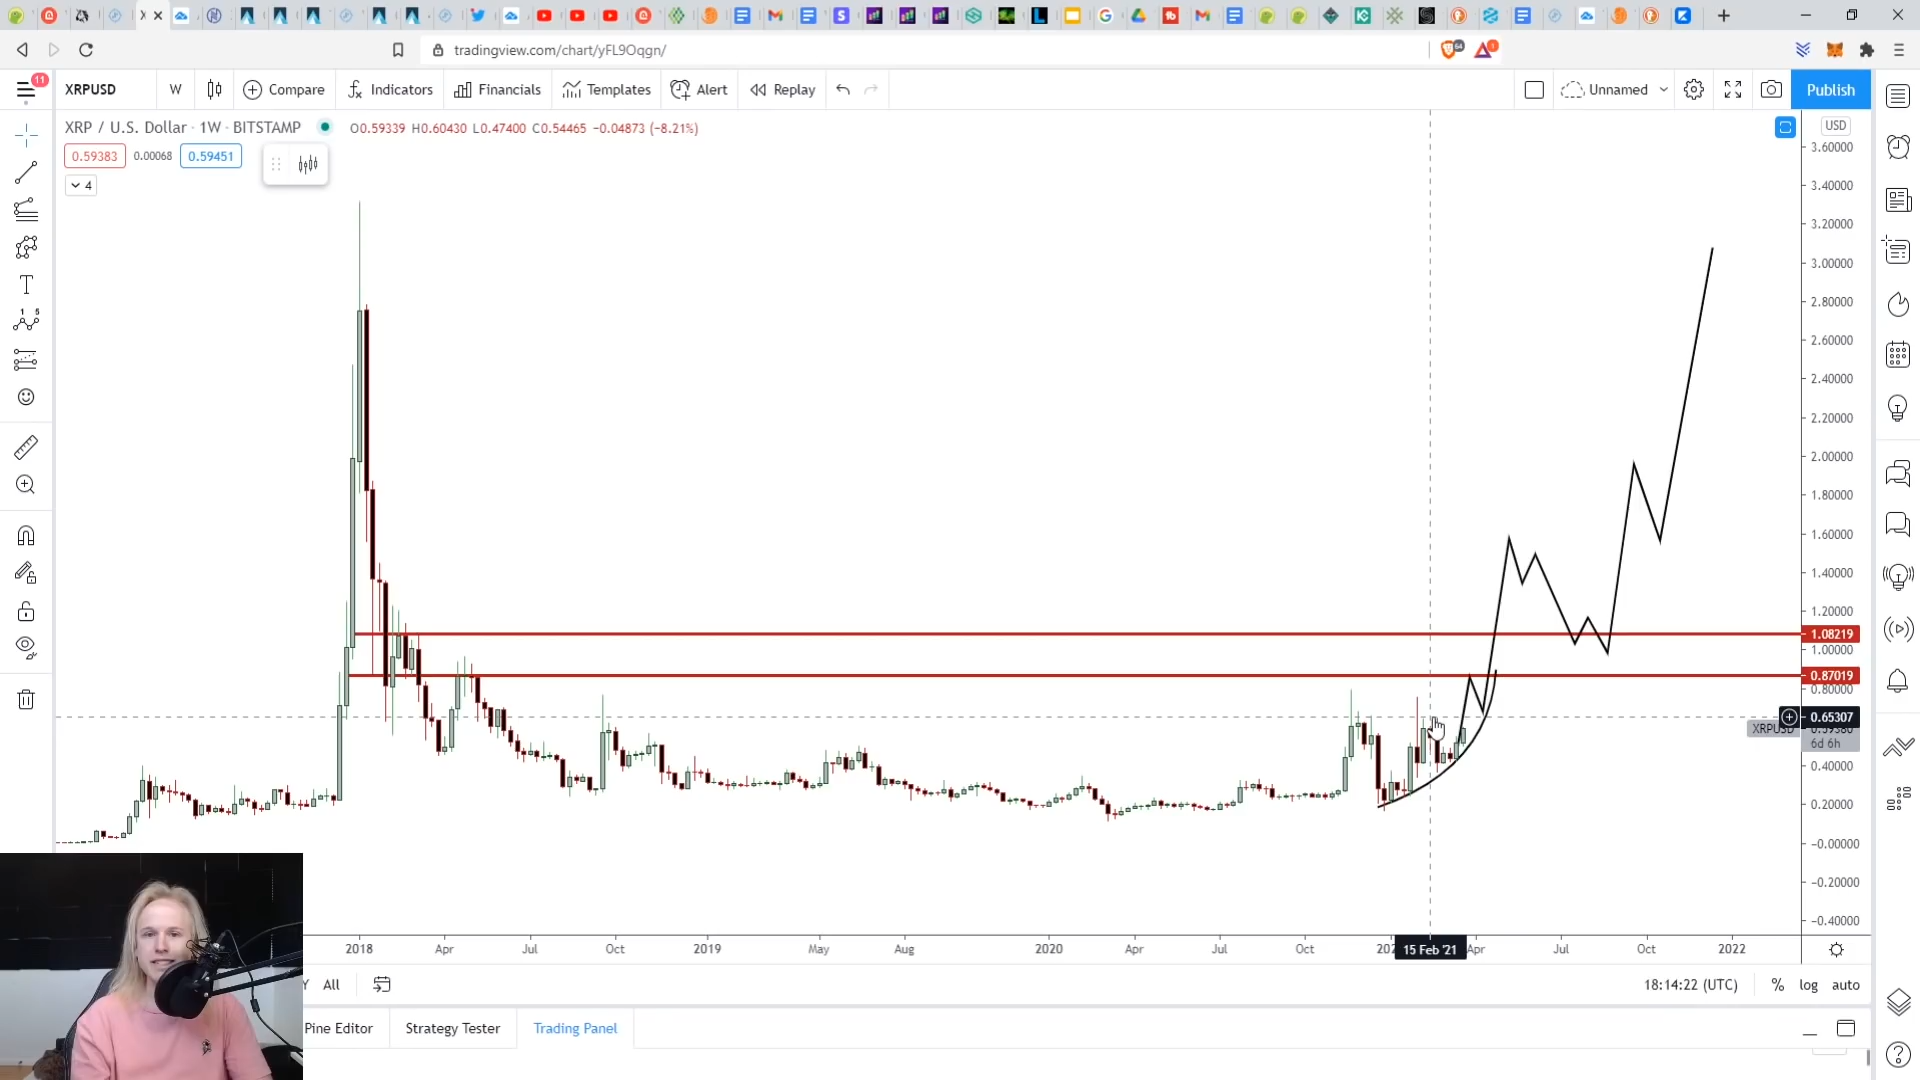 tradingview.com/chart/yFL9Oqgn/
64
1
11
XRPUSD W Compare Indicators Financials Templates Alert Replay Unnamed Publish
XRP / U.S. Dollar · 1W · BITSTAMP O0.59339 H0.60430 L0.47400 C0.54465 −0.04873 (−8.21%)
USD
0.59383 0.00068 0.59451
4
3.60000
3.40000
3.20000
3.00000
2.80000
2.60000
2.40000
2.20000
2.00000
1.80000
1.60000
1.40000
1.20000
1.08219
1.00000
0.87019
0.80000
0.65307
XRPUSD
6d 6h
0.40000
0.20000
−0.00000
−0.20000
−0.40000
2018 Apr Jul Oct 2019 May Aug 2020 Apr Jul Oct 15 Feb '21 Apr Jul Oct 2022
All 18:14:22 (UTC) % log auto
Pine Editor Strategy Tester Trading Panel